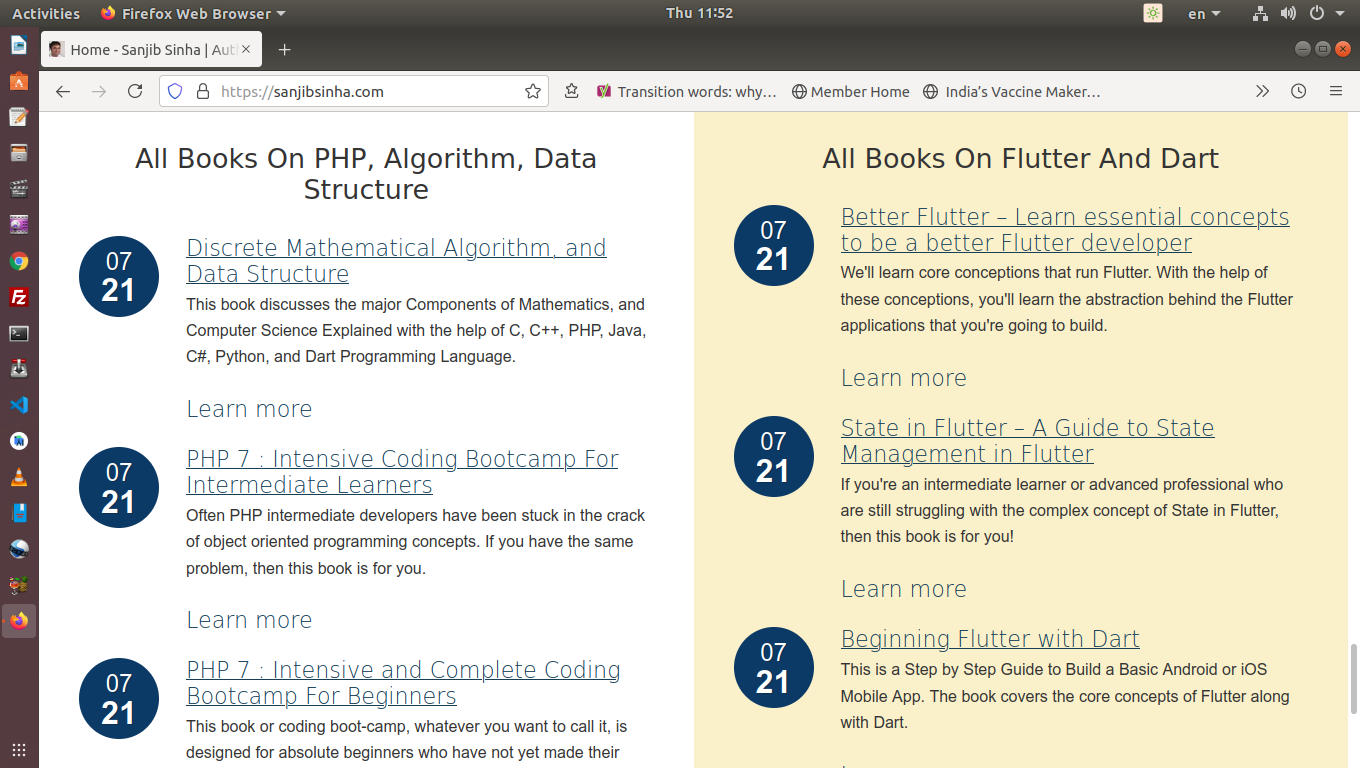 Activities
Firefox Web Browser
Thu 11:52
en
Home - Sanjib Sinha | Aut
https://sanjibsinha.com
Transition words: why…
Member Home
India’s Vaccine Maker…
All Books On PHP, Algorithm, Data
Structure
07
21
Discrete Mathematical Algorithm, and
Data Structure
This book discusses the major Components of Mathematics, and
Computer Science Explained with the help of C, C++, PHP, Java,
C#, Python, and Dart Programming Language.
Learn more
07
21
PHP 7 : Intensive Coding Bootcamp For
Intermediate Learners
Often PHP intermediate developers have been stuck in the crack
of object oriented programming concepts. If you have the same
problem, then this book is for you.
Learn more
07
21
PHP 7 : Intensive and Complete Coding
Bootcamp For Beginners
This book or coding boot-camp, whatever you want to call it, is
designed for absolute beginners who have not yet made their
All Books On Flutter And Dart
07
21
Better Flutter – Learn essential concepts
to be a better Flutter developer
We'll learn core conceptions that run Flutter. With the help of
these conceptions, you'll learn the abstraction behind the Flutter
applications that you're going to build.
Learn more
07
21
State in Flutter – A Guide to State
Management in Flutter
If you're an intermediate learner or advanced professional who
are still struggling with the complex concept of State in Flutter,
then this book is for you!
Learn more
07
21
Beginning Flutter with Dart
This is a Step by Step Guide to Build a Basic Android or iOS
Mobile App. The book covers the core concepts of Flutter along
with Dart.